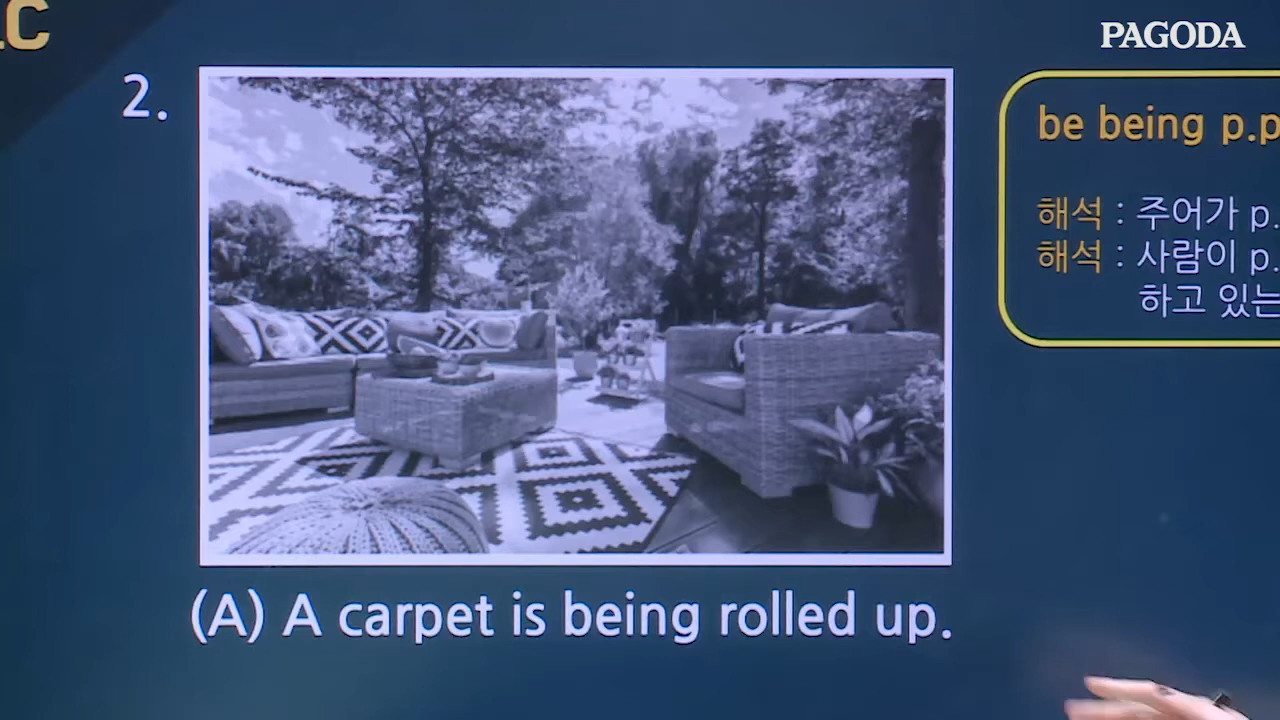 C
PAGODA
2.
be being p.p
해석 : 주어가 p.
해석 : 사람이 p.
하고 있는
(A) A carpet is being rolled up.